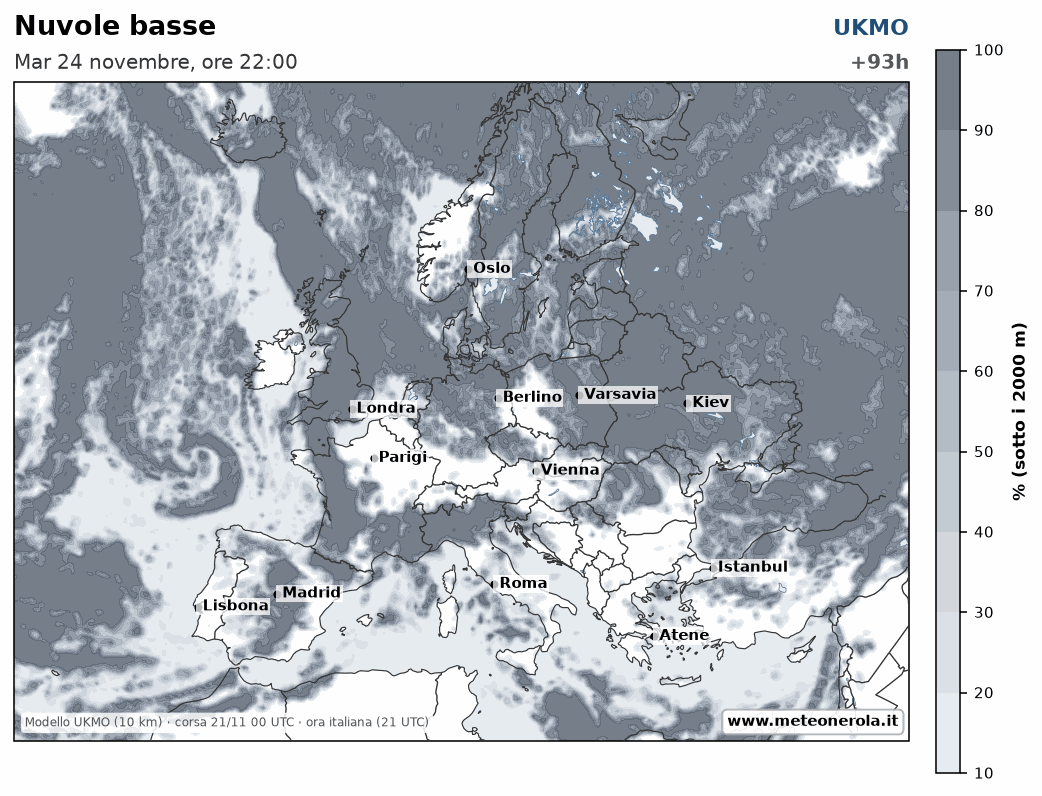 Nuvole basse
UKMO
Mar 24 novembre, ore 22:00
+93h
100
90
80
70
60
50
40
30
20
10
% (sotto i 2000 m)
Oslo
Berlino
Varsavia
Kiev
Londra
Parigi
Vienna
Istanbul
Roma
Madrid
Lisbona
Atene
Modello UKMO (10 km) · corsa 21/11 00 UTC · ora italiana (21 UTC)
www.meteonerola.it